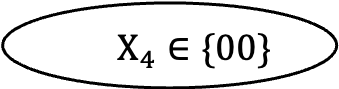 X₄ ∈ {00}